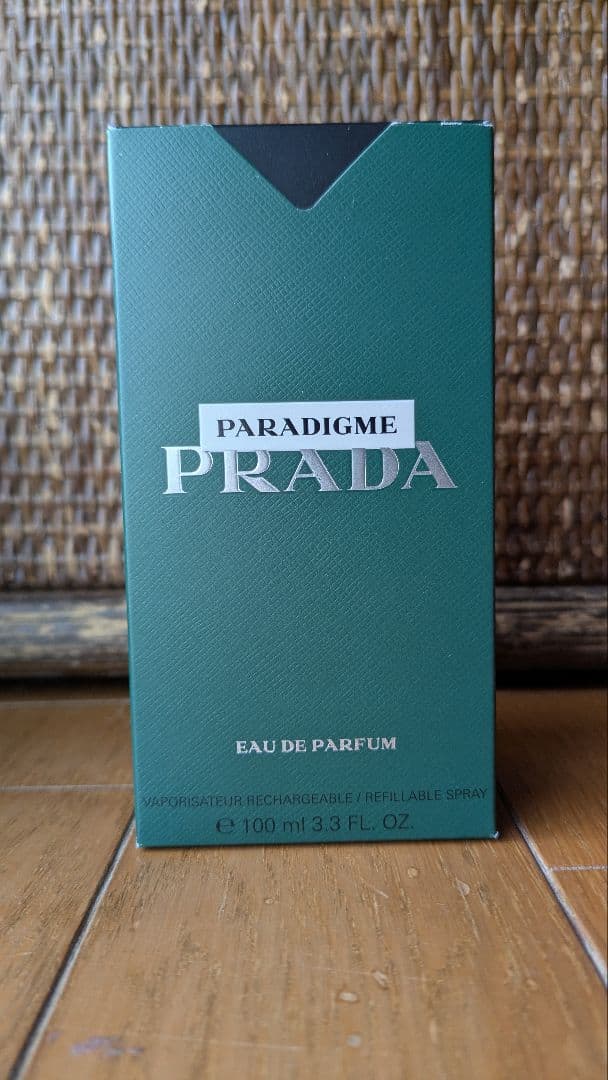 PARADIGME
PRADA
EAU DE PARFUM
VAPORISATEUR RECHARGEABLE / REFILLABLE SPRAY
℮ 100 ml 3.3 FL. OZ.